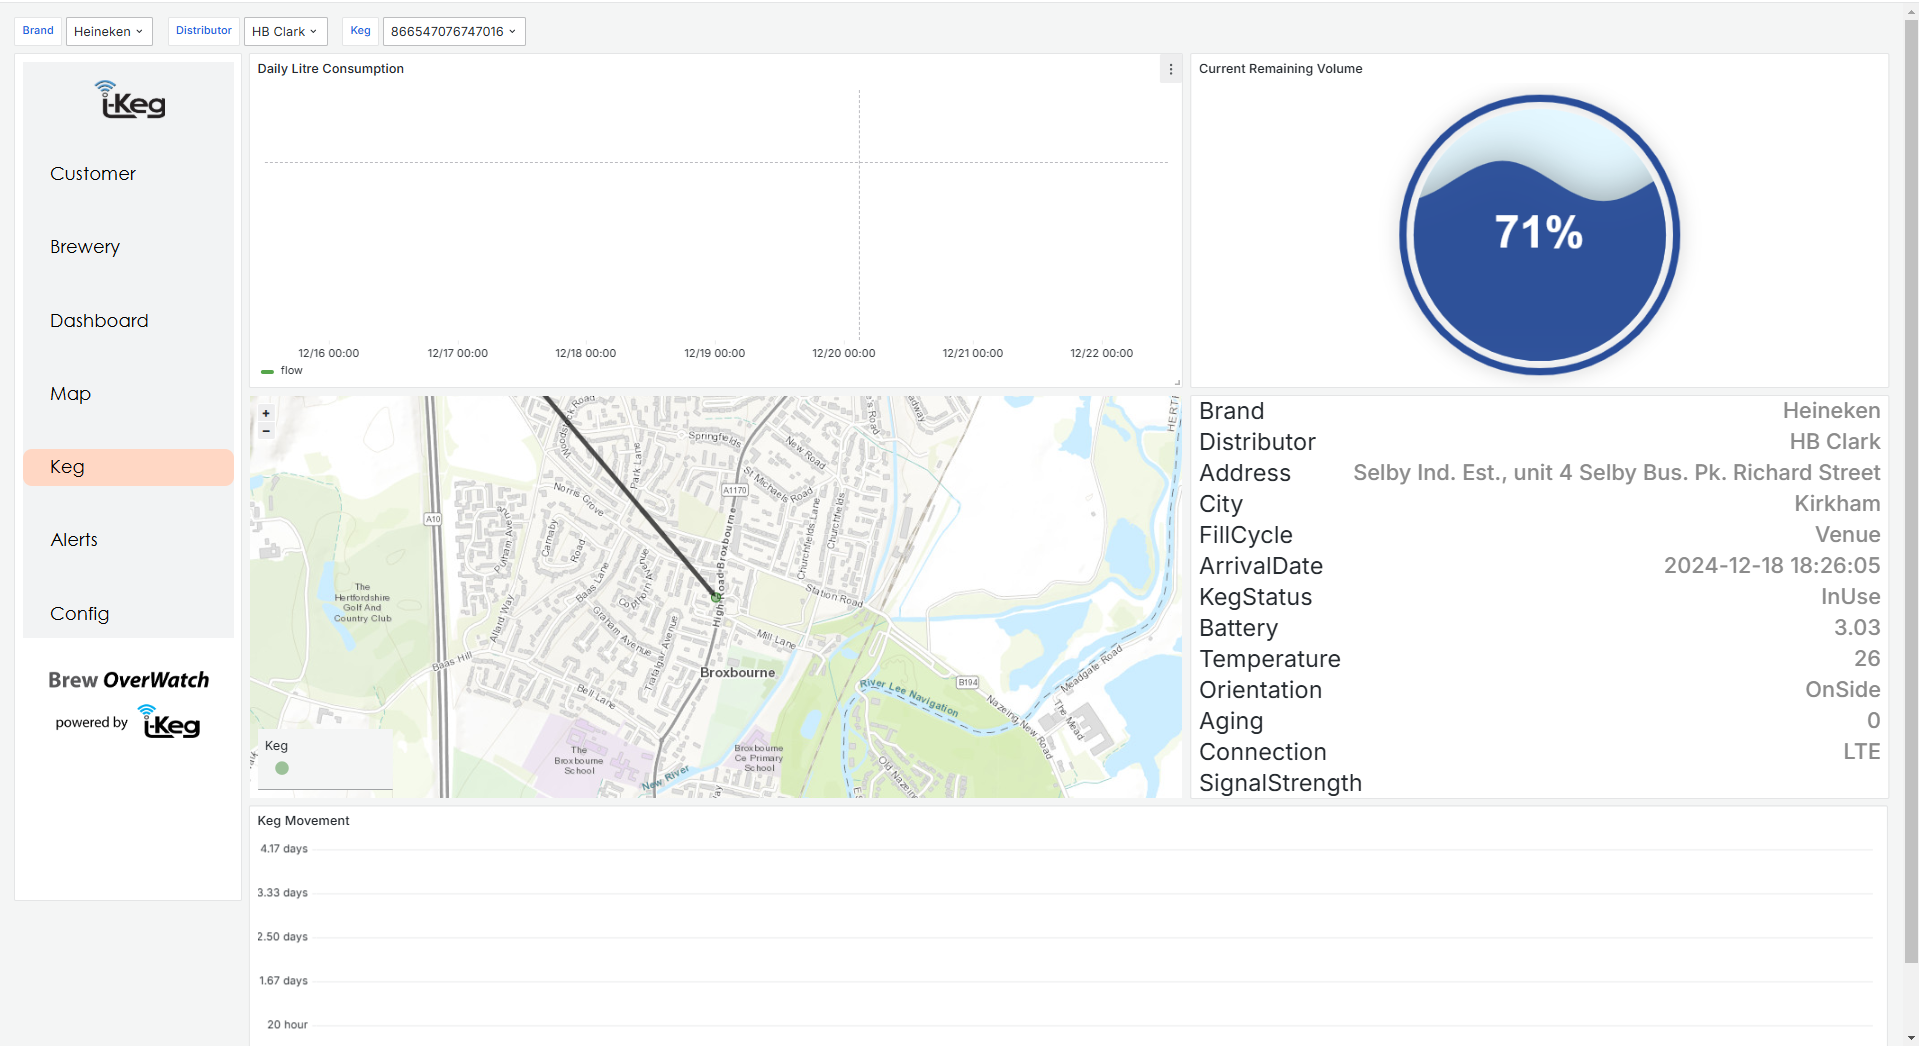 Brand Heineken Distributor HB Clark Keg 866547076747016
i-Keg
Customer
Brewery
Dashboard
Map
Keg
Alerts
Config
Brew OverWatch
powered by i-Keg
Daily Litre Consumption
12/16 00:00 12/17 00:00 12/18 00:00 12/19 00:00 12/20 00:00 12/21 00:00 12/22 00:00
flow
Current Remaining Volume
71%
+
−
Woodstock Road
Springfields
Park Lane
New Road
St Michaels Road
A1170
Norris Grove
A10
Putnam Avenue
Carnaby
Road
Churchfields Lane
Churchfields
High Road Broxbourne
Baas Lane
Station Road
The
Hertfordshire
Golf And
Country Club
Allard Way
Graham Avenue
Mill Lane
Trafalgar Avenue
Baas Hill
Bell Lane
Broxbourne
River Lee Navigation
B194
Meadgate Road
Nazeing New Road
The Mead
The
Broxbourne
School
Broxbourne
Ce Primary
School
New River
Keg
Brand Heineken
Distributor HB Clark
Address Selby Ind. Est., unit 4 Selby Bus. Pk. Richard Street
City Kirkham
FillCycle Venue
ArrivalDate 2024-12-18 18:26:05
KegStatus InUse
Battery 3.03
Temperature 26
Orientation OnSide
Aging 0
Connection LTE
SignalStrength
Keg Movement
4.17 days
3.33 days
2.50 days
1.67 days
20 hour